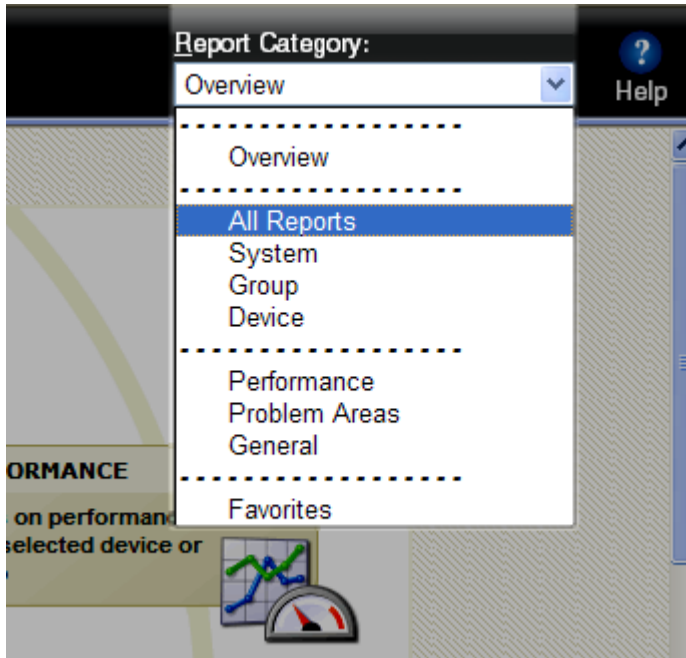 Report Category:
Overview
Help
------------------
Overview
------------------
All Reports
System
Group
Device
------------------
Performance
Problem Areas
General
------------------
Favorites
ORMANCE
on performanc
selected device or